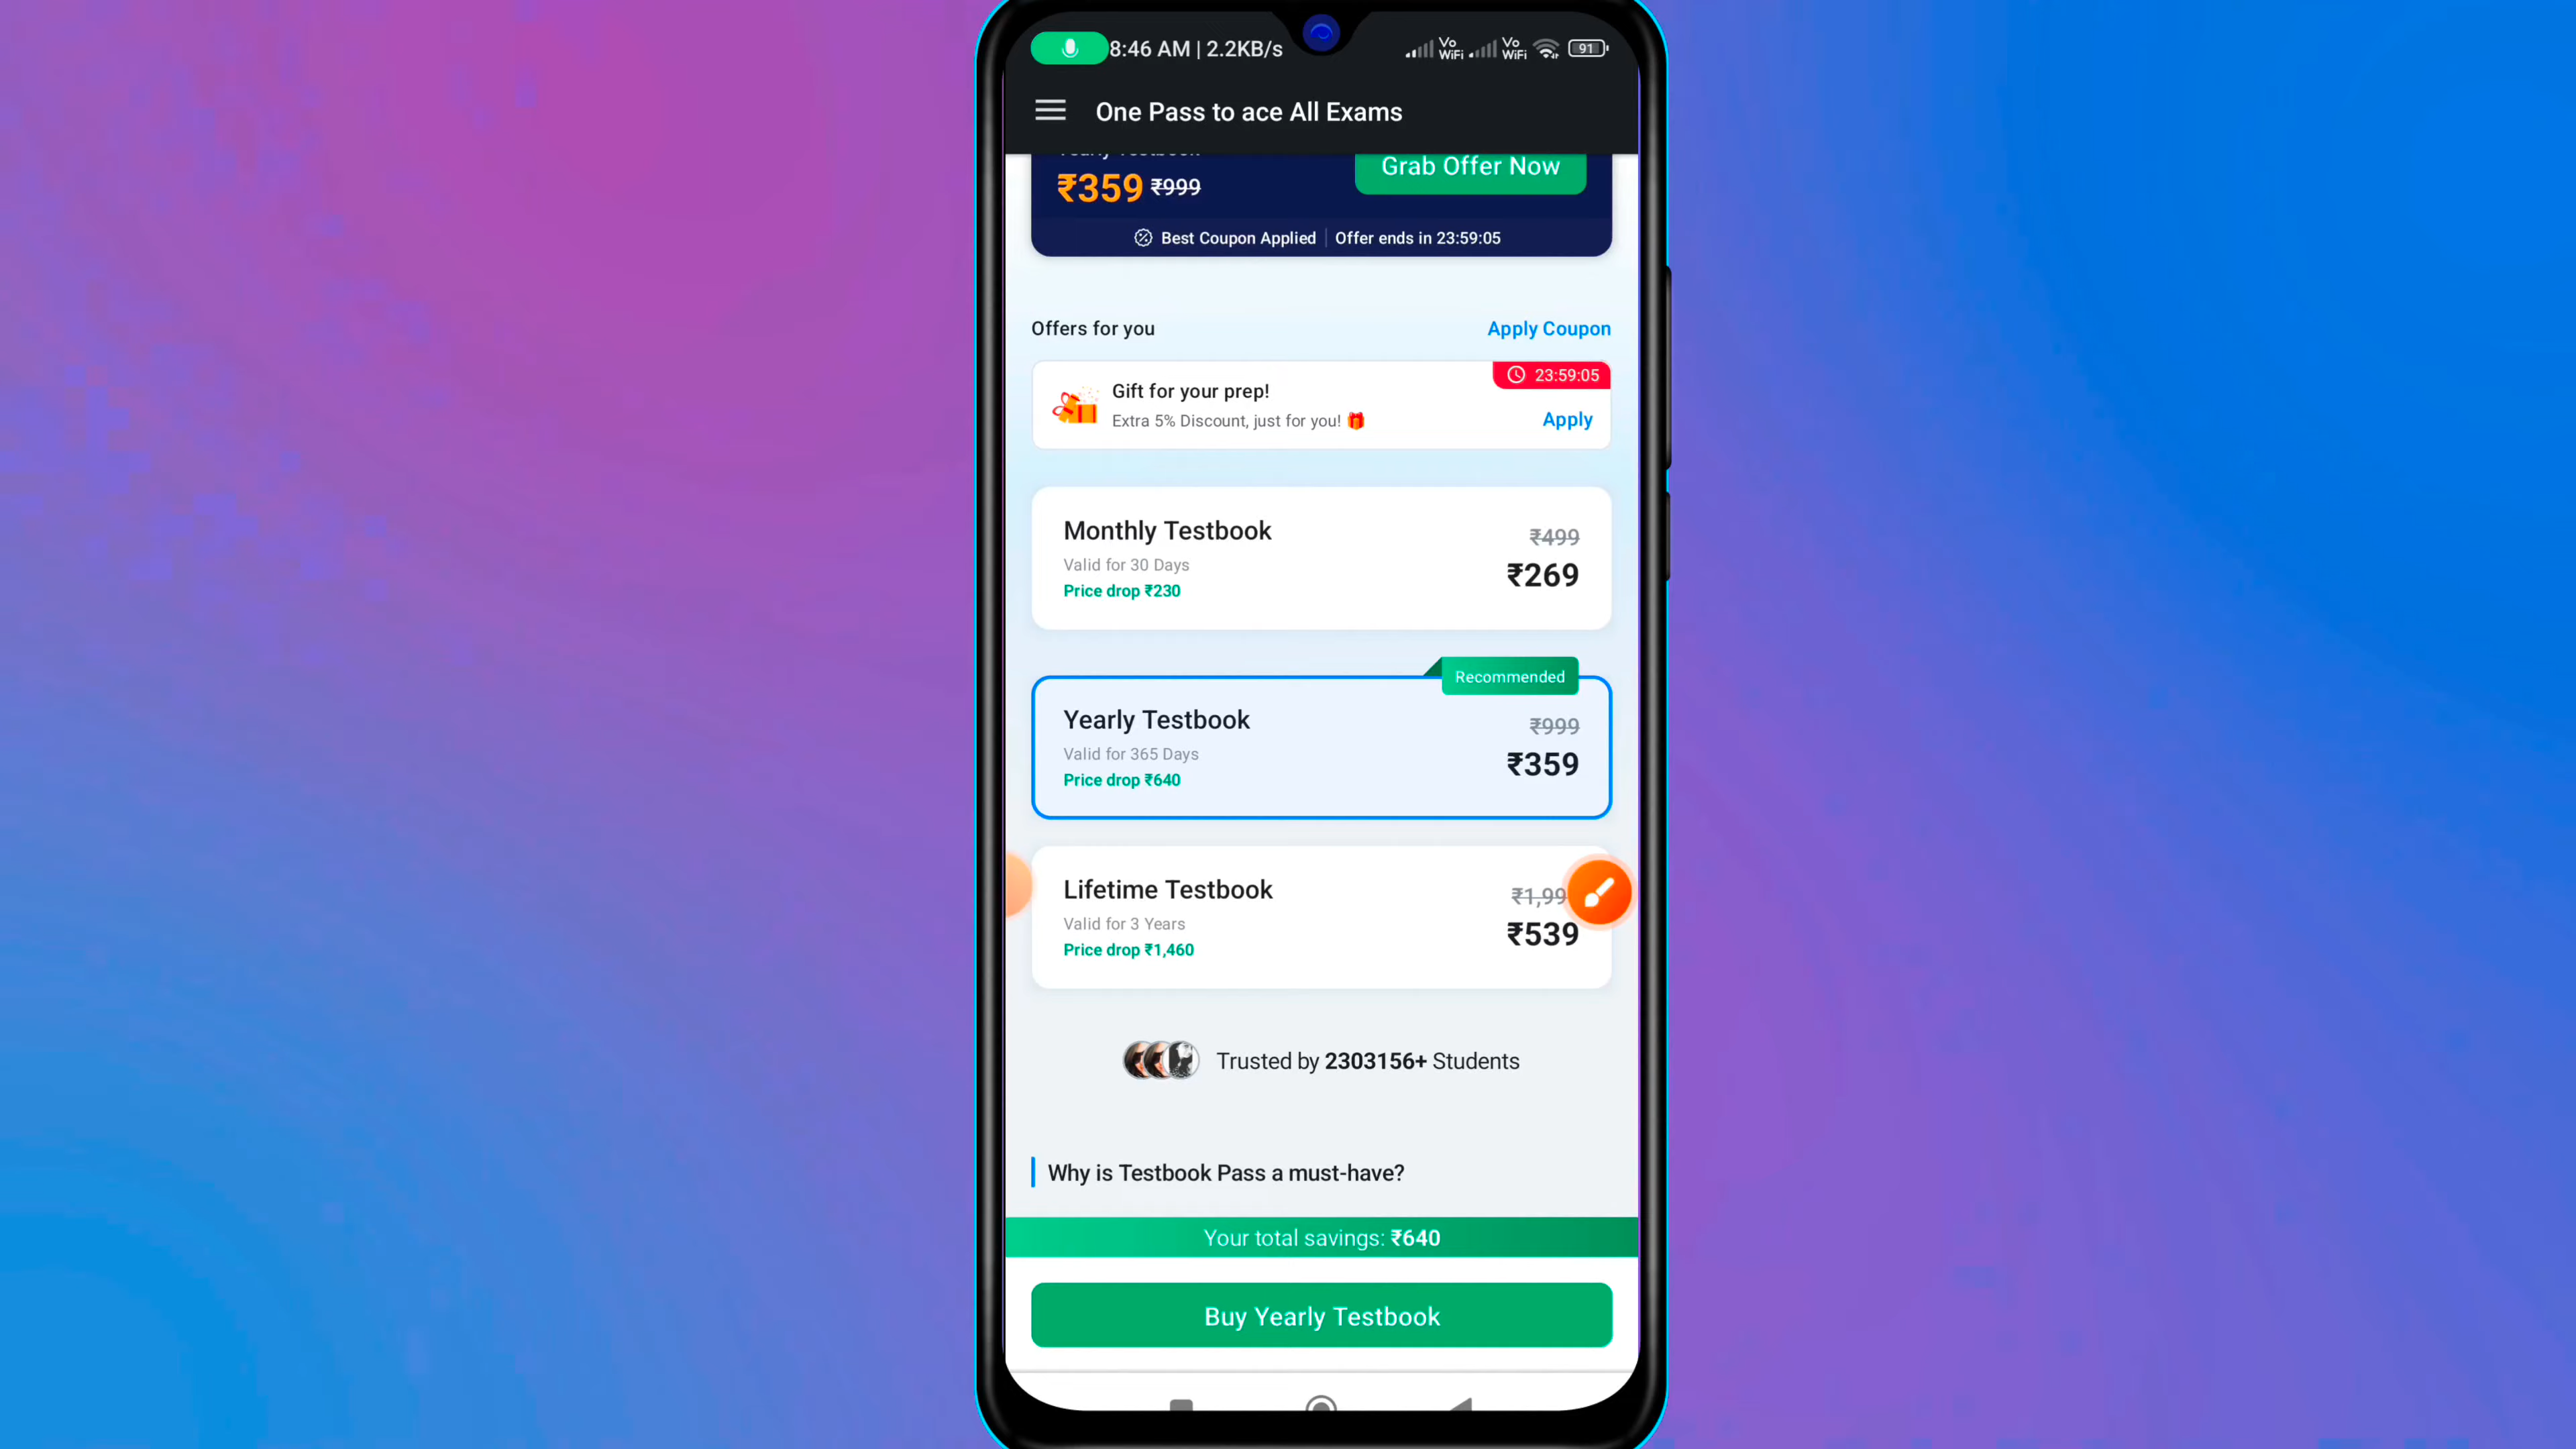 8:46 AM | 2.2KB/s Vo WiFi Vo WiFi 91
One Pass to ace All Exams
Grab Offer Now
₹359 ₹999
Best Coupon Applied | Offer ends in 23:59:05
Offers for you Apply Coupon
23:59:05
Gift for your prep!
Extra 5% Discount, just for you! Apply
Monthly Testbook ₹499
Valid for 30 Days ₹269
Price drop ₹230
Recommended
Yearly Testbook ₹999
Valid for 365 Days ₹359
Price drop ₹640
Lifetime Testbook ₹1,99
Valid for 3 Years ₹539
Price drop ₹1,460
Trusted by 2303156+ Students
Why is Testbook Pass a must-have?
Your total savings: ₹640
Buy Yearly Testbook